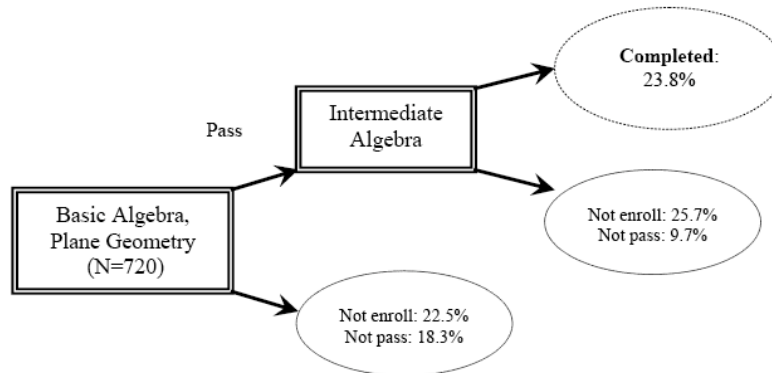 Completed:
23.8%
Pass
Intermediate
Algebra
Not enroll: 25.7%
Not pass: 9.7%
Basic Algebra,
Plane Geometry
(N=720)
Not enroll: 22.5%
Not pass: 18.3%